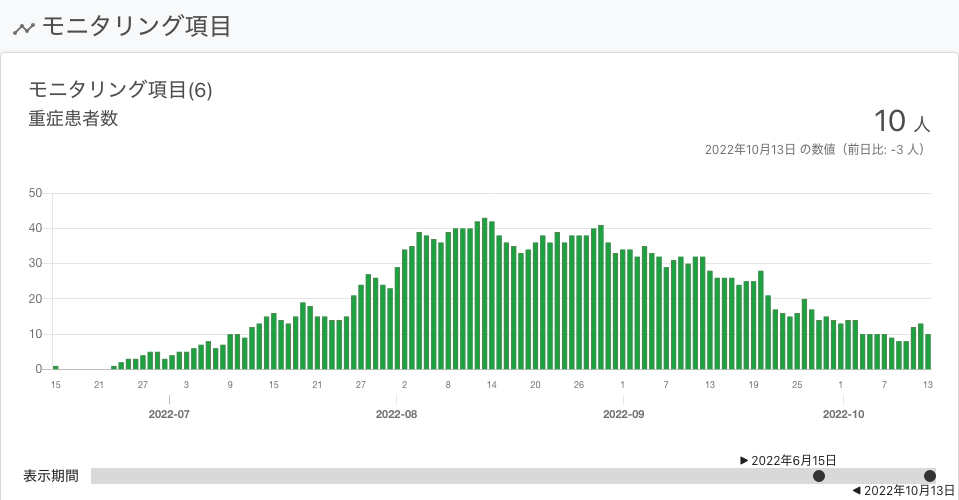 モニタリング項目
モニタリング項目(6)
重症患者数
10 人
2022年10月13日 の数値（前日比: -3 人）
50
40
30
20
10
0
15 21 27 3 9 15 21 27 2 8 14 20 26 1 7 13 19 25 1 7 13
2022-07 2022-08 2022-09 2022-10
2022年6月15日
表示期間
2022年10月13日